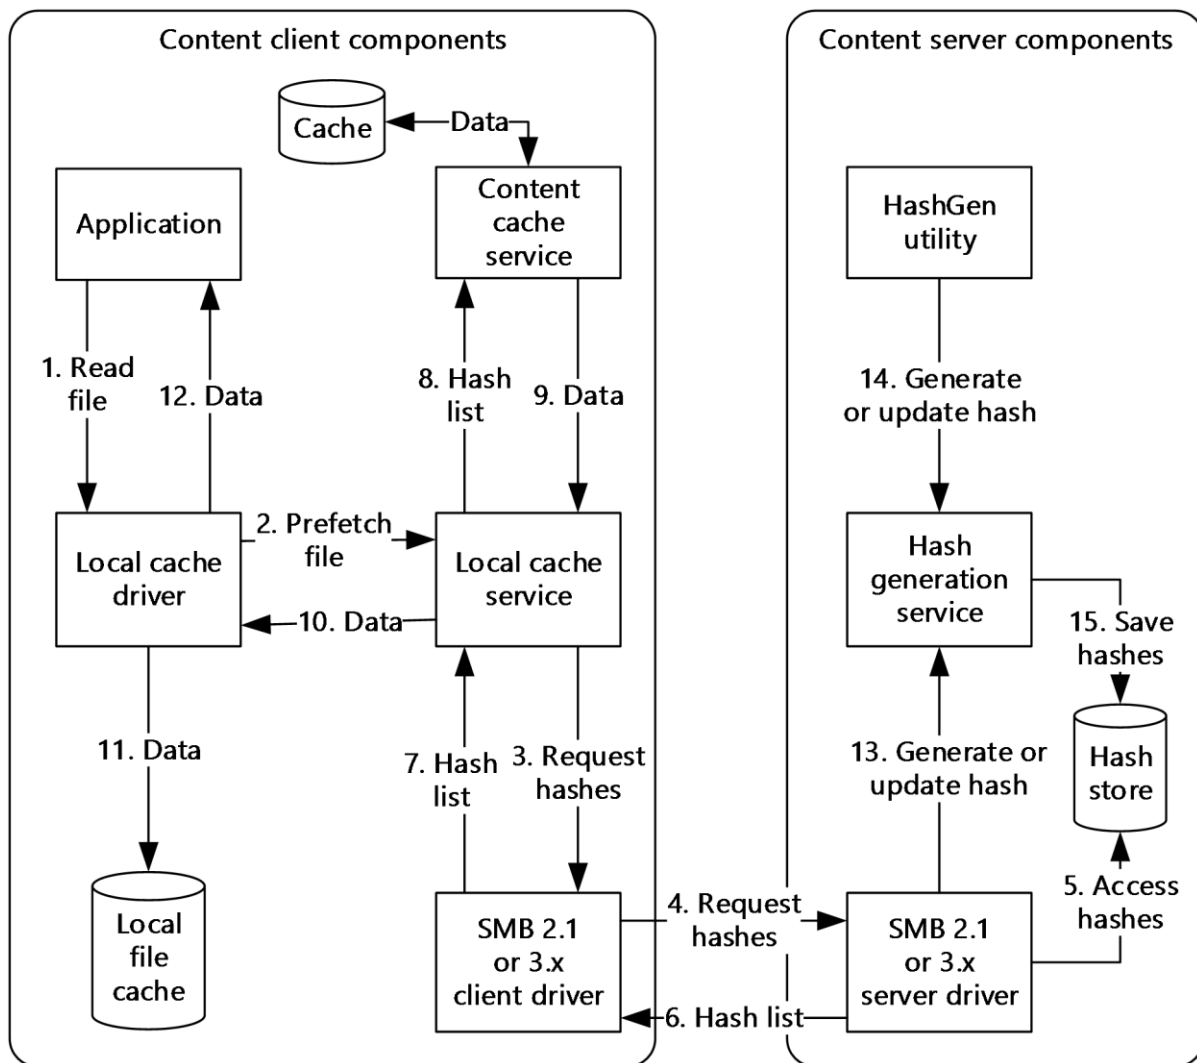 Content client components
Content server components
Cache
Data
Application
Content
cache
service
HashGen
utility
1. Read
file
12. Data
8. Hash
list
9. Data
14. Generate
or update hash
Local cache
driver
2. Prefetch
file
10. Data
Local cache
service
Hash
generation
service
15. Save
hashes
11. Data
7. Hash
list
3. Request
hashes
13. Generate or
update hash
Hash
store
Local
file
cache
SMB 2.1
or 3.x
client driver
4. Request
hashes
6. Hash list
SMB 2.1
or 3.x
server driver
5. Access
hashes